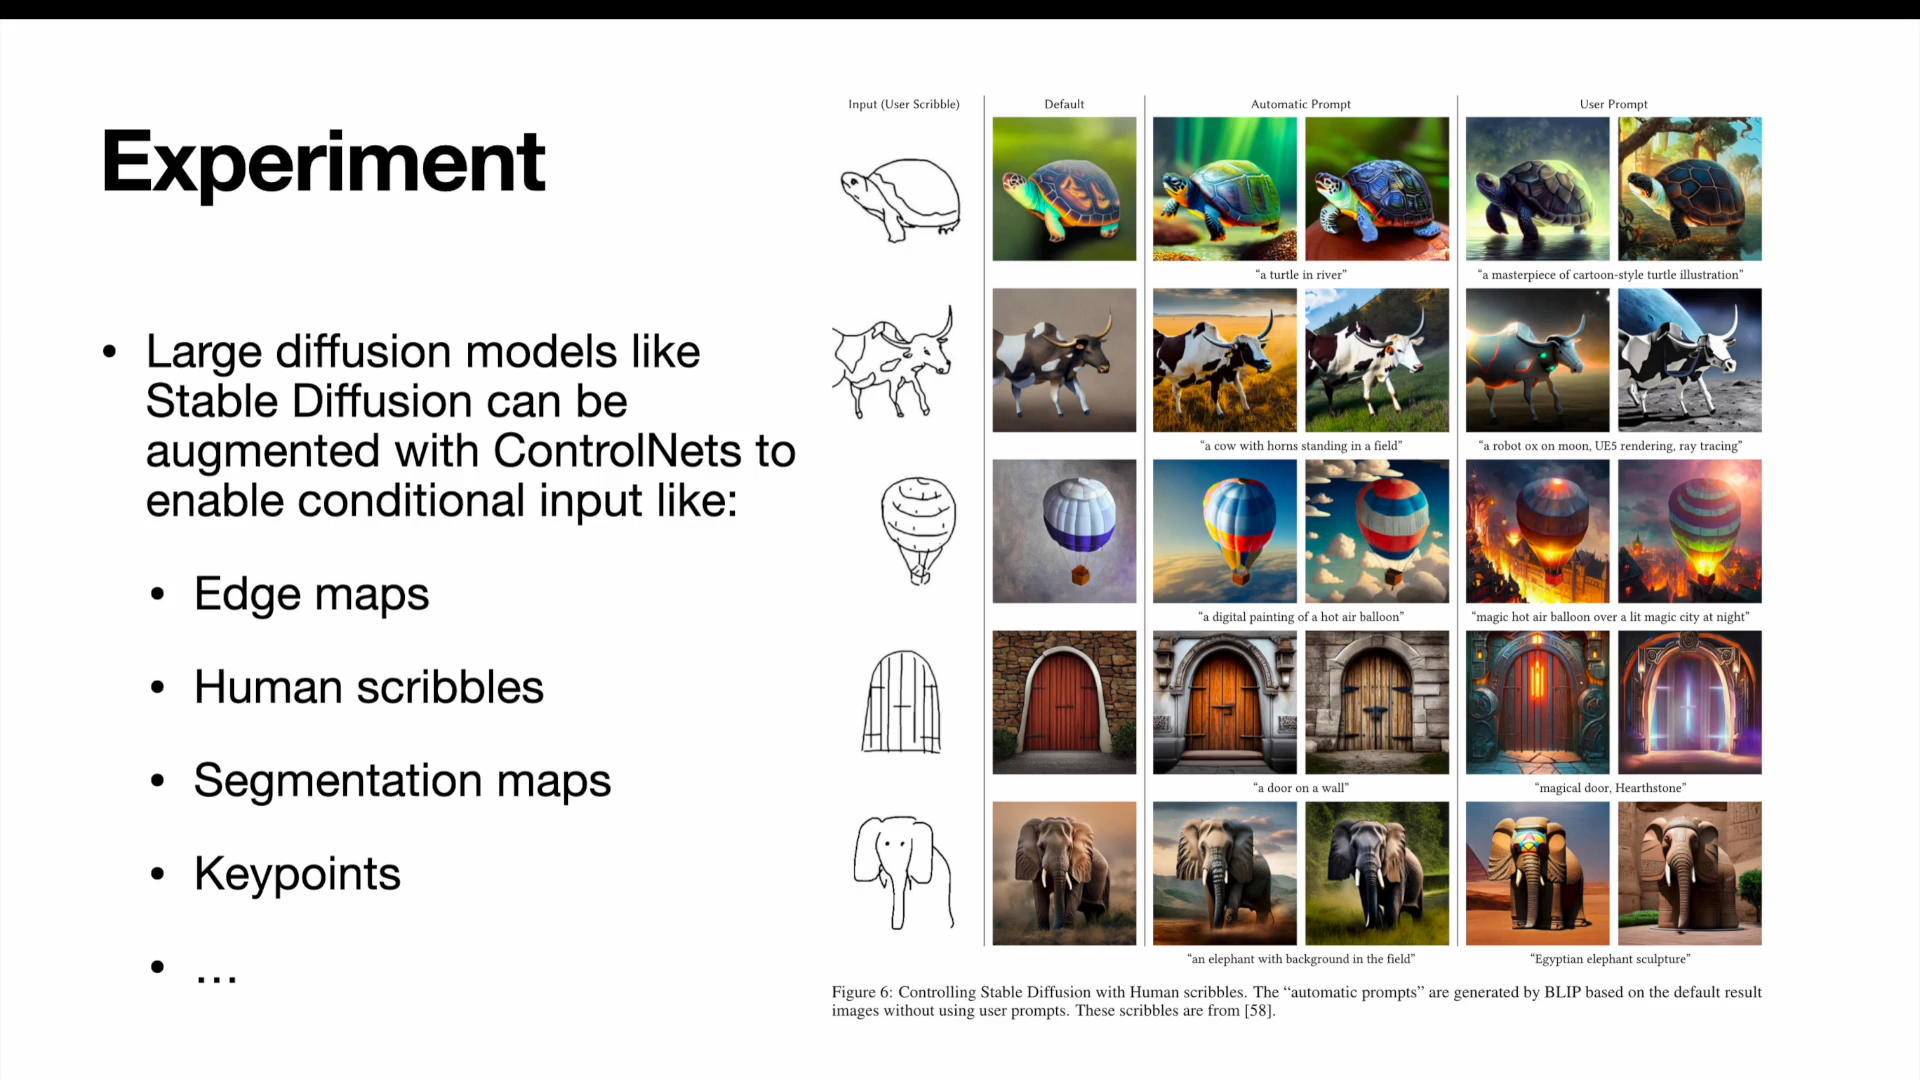 Experiment
• Large diffusion models like
Stable Diffusion can be
augmented with ControlNets to
enable conditional input like:
• Edge maps
• Human scribbles
• Segmentation maps
• Keypoints
• …
Input (User Scribble)
Default
Automatic Prompt
User Prompt
“a turtle in river”
“a masterpiece of cartoon-style turtle illustration”
“a cow with horns standing in a field”
“a robot ox on moon, UE5 rendering, ray tracing”
“a digital painting of a hot air balloon”
“magic hot air balloon over a lit magic city at night”
“a door on a wall”
“magical door, Hearthstone”
“an elephant with background in the field”
“Egyptian elephant sculpture”
Figure 6: Controlling Stable Diffusion with Human scribbles. The “automatic prompts” are generated by BLIP based on the default result
images without using user prompts. These scribbles are from [58].